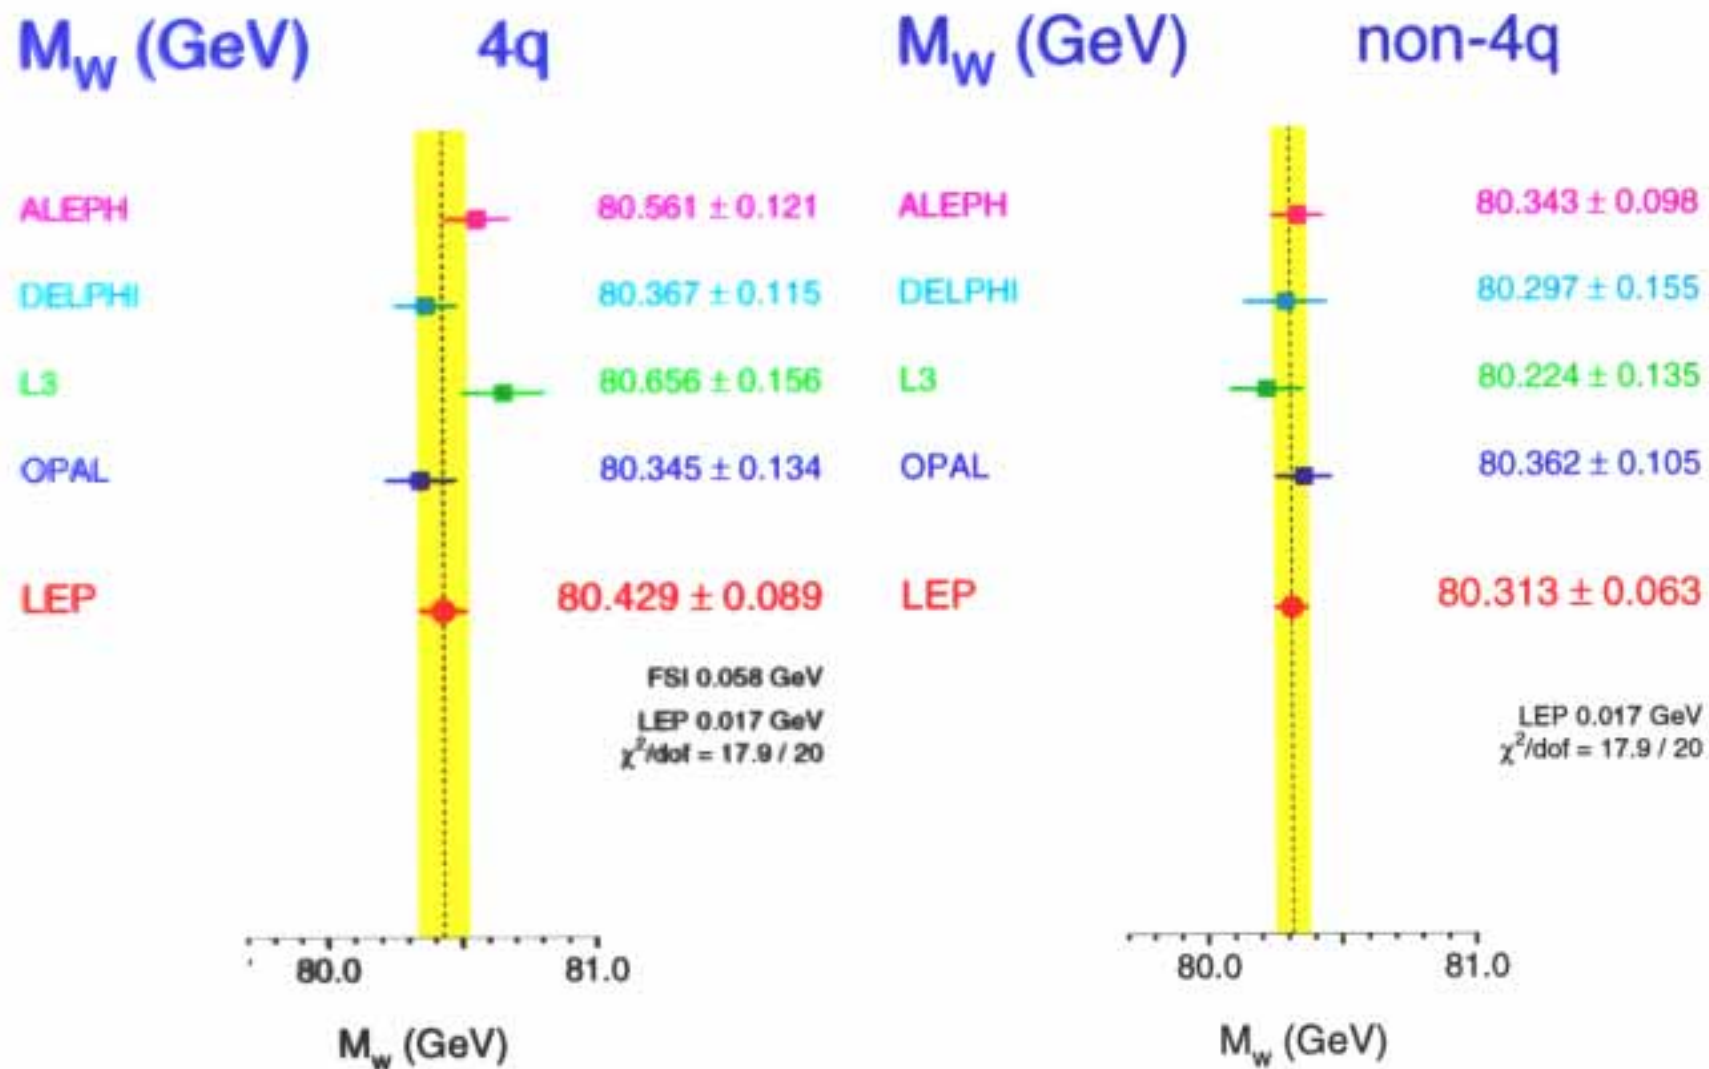 M_W (GeV) 4q
ALEPH 80.561 ± 0.121
DELPHI 80.367 ± 0.115
L3 80.656 ± 0.156
OPAL 80.345 ± 0.134
LEP 80.429 ± 0.089
FSI 0.058 GeV
LEP 0.017 GeV
χ²/dof = 17.9 / 20
80.0 81.0
M_w (GeV)
M_W (GeV) non-4q
ALEPH 80.343 ± 0.098
DELPHI 80.297 ± 0.155
L3 80.224 ± 0.135
OPAL 80.362 ± 0.105
LEP 80.313 ± 0.063
LEP 0.017 GeV
χ²/dof = 17.9 / 20
80.0 81.0
M_w (GeV)